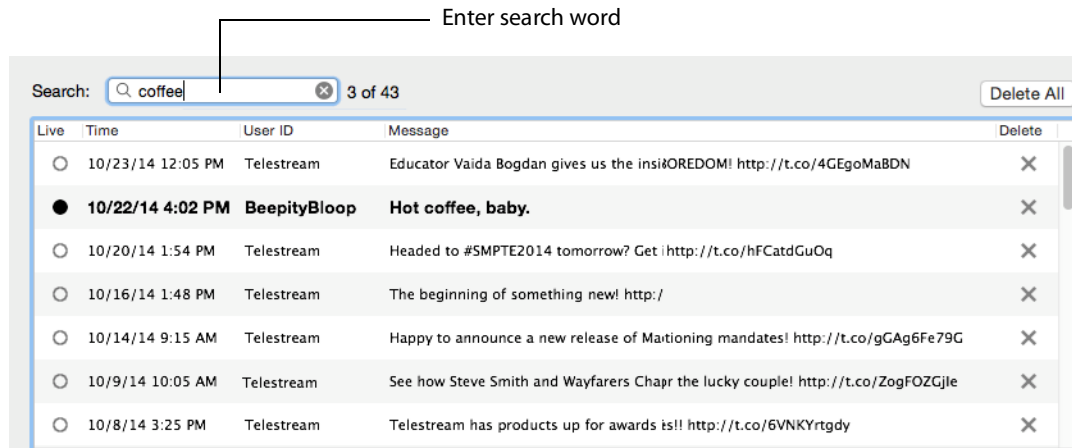 Enter search word
Search: coffee 3 of 43 Delete All
Live Time User ID Message Delete
10/23/14 12:05 PM Telestream Educator Vaida Bogdan gives us the insi OREDOM! http://t.co/4GEgoMaBDN
10/22/14 4:02 PM BeepityBloop Hot coffee, baby.
10/20/14 1:54 PM Telestream Headed to #SMPTE2014 tomorrow? Get http://t.co/hFCatdGuOq
10/16/14 1:48 PM Telestream The beginning of something new! http:/
10/14/14 9:15 AM Telestream Happy to announce a new release of Mationing mandates! http://t.co/gGAg6Fe79G
10/9/14 10:05 AM Telestream See how Steve Smith and Wayfarers Chapr the lucky couple! http://t.co/ZogFOZGjIe
10/8/14 3:25 PM Telestream Telestream has products up for awards is!! http://t.co/6VNKYrtgdy